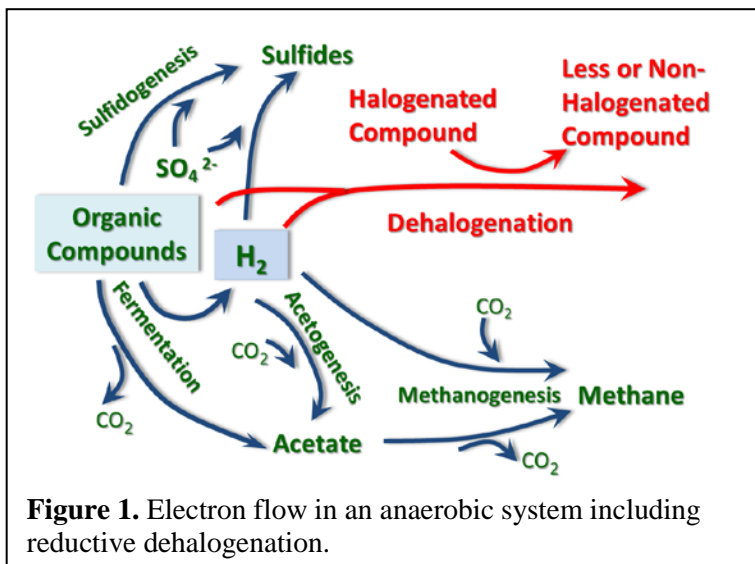 Sulfides
Sulfidogenesis
SO₄ ²⁻
Halogenated
Compound
Less or Non-
Halogenated
Compound
Dehalogenation
Organic
Compounds
H₂
Fermentation
CO₂
Acetogenesis
CO₂
CO₂
Methanogenesis
Methane
Acetate
CO₂
Figure 1. Electron flow in an anaerobic system including
reductive dehalogenation.